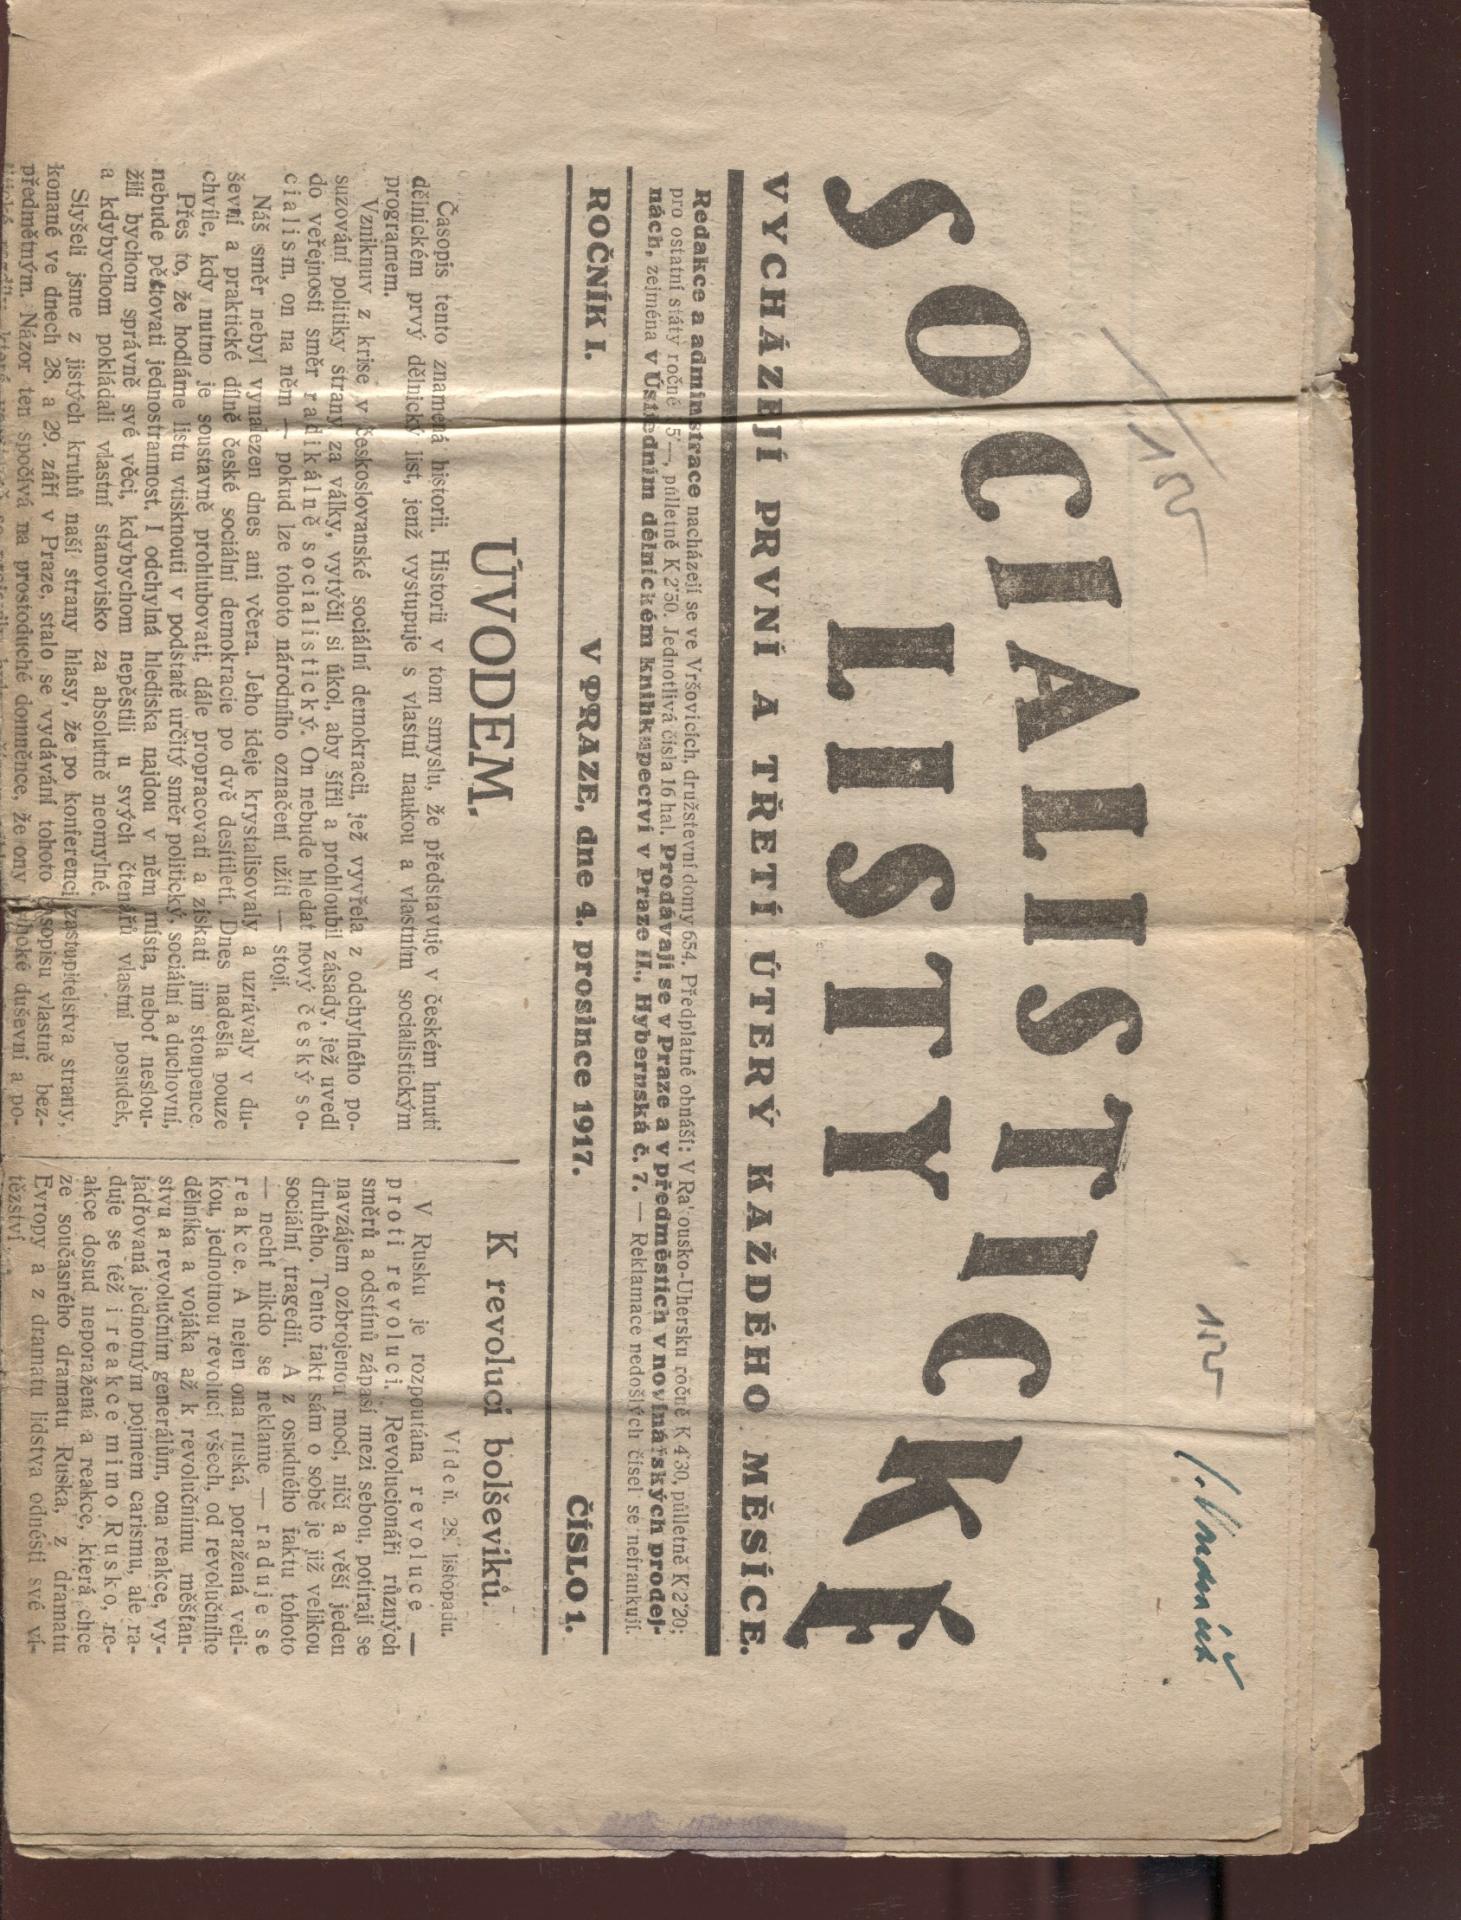 150
150
SOCIALISTICKÉ
LISTY
VYCHÁZEJÍ PRVNÍ A TŘETÍ ÚTERÝ KAŽDÉHO MĚSÍCE.
Redakce a administrace nacházejí se ve Vršovicích, družstevní domy 654. Předplatné obnáší: V Rakousko-Uhersku ročně K 4˙30, půlletně K 2˙20;
pro ostatní státy ročně 5˙—, půlletně K 2˙50. Jednotlivá čísla 16 hal. Prodávají se v Praze a v předměstích v novinářských prodej-
nách, zejména v Ústředním dělnickém knihkupectví v Praze II., Hybernská č. 7. — Reklamace nedošlých čísel se nefrankují.
ROČNÍK I. V PRAZE, dne 4. prosince 1917. ČÍSLO 1.
ÚVODEM.
Časopis tento znamená historii. Historii v tom smyslu, že představuje v českém hnutí
dělnickém prvý dělnický list, jenž vystupuje s vlastní naukou a vlastním socialistickým
programem.
Vzniknuv z krise v českoslovanské sociální demokracii, jež vyvřela z odchylného po-
suzování politiky strany za války, vytýčil si úkol, aby šířil a prohloubil zásady, jež uvedl
do veřejnosti směr radikálně socialistický. On nebude hledat nový český so-
cialism, on na něm — pokud lze tohoto národního označení užíti — stojí.
Náš směr nebyl vynalezen dnes ani včera. Jeho ideje krystalisovaly a uzrávaly v du-
ševní a praktické dílně české sociální demokracie po dvě desítiletí. Dnes nadešla pouze
chvíle, kdy nutno je soustavně prohlubovati, dále propracovati a získati jim stoupence.
Přes to, že hodláme listu vtisknouti v podstatě určitý směr politický, sociální a duchovní,
nebude pěstovati jednostrannost. I odchylná hlediska najdou v něm místa, neboť neslou-
žili bychom správně své věci, kdybychom nepěstili u svých čtenářů vlastní posudek,
a kdybychom pokládali vlastní stanovisko za absolutně neomylné.
Slyšeli jsme z jistých kruhů naší strany hlasy, že po konferenci zastupitelstva strany,
konané ve dnech 28. a 29. září v Praze, stalo se vydávání tohoto časopisu vlastně bez-
předmětným. Názor ten spočívá na prostoduché domněnce, že ony hluboké duševní a po-
K revoluci bolševiků.
Vídeň, 28. listopadu.
V Rusku je rozpoutána revoluce —
proti revoluci. Revolucionáři různých
směrů a odstínů zápasí mezi sebou, potírají se
navzájem ozbrojenou mocí, ničí a věší jeden
druhého. Tento fakt sám o sobě je již velikou
sociální tragedií. A z osudného faktu tohoto
— nechť nikdo se neklame — raduje se
reakce. A nejen ona ruská, poražená veli-
kou, jednotnou revolucí všech, od revolučního
dělníka a vojáka až k revolučnímu měšťan-
stvu a revolučním generálům, ona reakce, vy-
jadřovaná jednotným pojmem carismu, ale ra-
duje se též i reakce mimo Rusko, re-
akce dosud neporažená a reakce, která chce
ze současného dramatu Ruska, z dramatu
Evropy a z dramatu lidstva odnésti své ví-
tězství